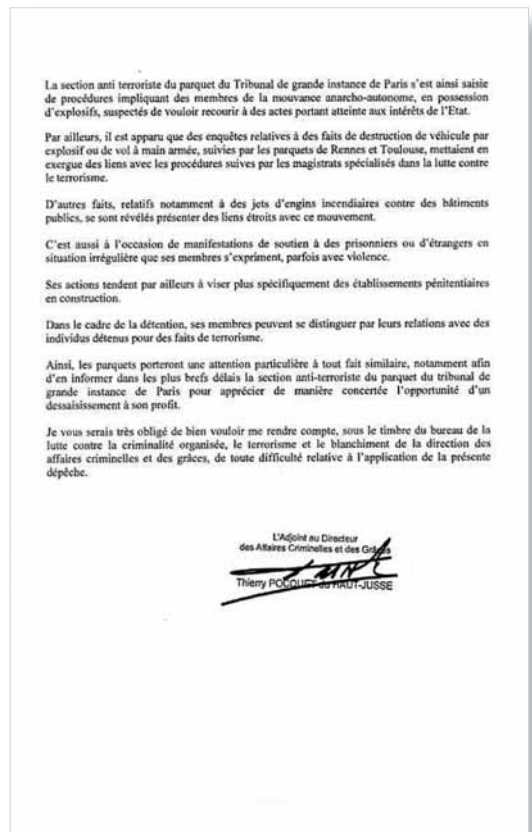 La section anti terroriste du parquet du Tribunal de grande instance de Paris s'est ainsi saisie
de procédures impliquant des membres de la mouvance anarcho-autonome, en possession
d'explosifs, suspectés de vouloir recourir à des actes portant atteinte aux intérêts de l'Etat.
Par ailleurs, il est apparu que des enquêtes relatives à des faits de destruction de véhicule par
explosif ou de vol à main armée, suivies par les parquets de Rennes et Toulouse, mettaient en
exergue des liens avec les procédures suives par les magistrats spécialisés dans la lutte contre
le terrorisme.
D'autres faits, relatifs notamment à des jets d'engins incendiaires contre des bâtiments
publics, se sont révélés présenter des liens étroits avec ce mouvement.
C'est aussi à l'occasion de manifestations de soutien à des prisonniers ou d'étrangers en
situation irrégulière que ses membres s'expriment, parfois avec violence.
Ses actions tendent par ailleurs à viser plus spécifiquement des établissements pénitentiaires
en construction.
Dans le cadre de la détention, ses membres peuvent se distinguer par leurs relations avec des
individus détenus pour des faits de terrorisme.
Ainsi, les parquets porteront une attention particulière à tout fait similaire, notamment afin
d'en informer dans les plus brefs délais la section anti-terroriste du parquet du tribunal de
grande instance de Paris pour apprécier de manière concertée l'opportunité d'un
dessaisissement à son profit.
Je vous serais très obligé de bien vouloir me rendre compte, sous le timbre du bureau de la
lutte contre la criminalité organisée, le terrorisme et le blanchiment de la direction des
affaires criminelles et des grâces, de toute difficulté relative à l'application de la présente
dépêche.
L'Adjoint au Directeur
des Affaires Criminelles et des Grâces
Thierry POCQUET du HAUT-JUSSE